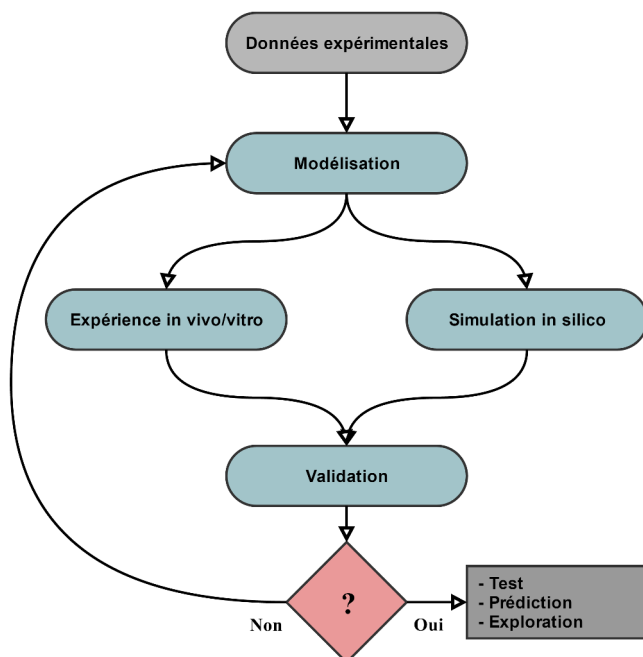 Données expérimentales
Modélisation
Expérience in vivo/vitro
Simulation in silico
Validation
?
Non
Oui
- Test
- Prédiction
- Exploration